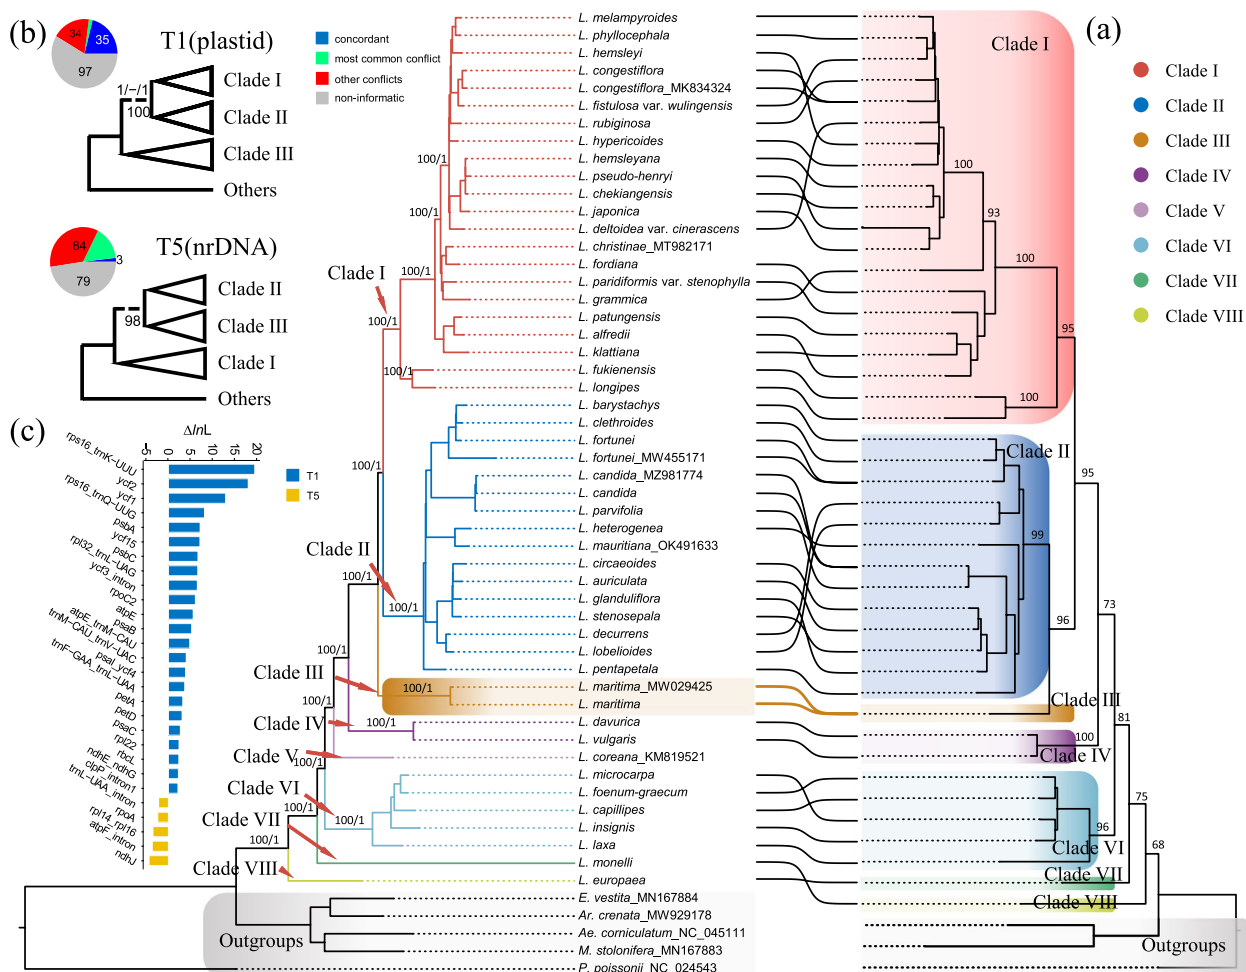 (b)
T1(plastid)
34
35
97
concordant
most common conflict
other conflicts
non-informatic
1/−/1
100
Clade I
Clade II
Clade III
Others
T5(nrDNA)
84
3
79
98
Clade II
Clade III
Clade I
Others
(c)
ΔlnL
-5
0
5
10
15
20
T1
T5
rps16_trnK−UUU
ycf2
ycf1
rps16_trnQ−UUG
psbA
ycf15
psbC
rpl32_trnL−UAG
ycf3_intron
rpoC2
atpE
psaB
atpE_trnM−CAU
trnM−CAU_trnV−UAC
psaI_ycf4
trnF−GAA_trnL−UAA
petA
petD
psaC
rpl22
rbcL
ndhE_ndhG
clpP_intron1
trnL−UAA_intron
rpoA
rpl14_rpl16
atpF_intron
ndhJ
L. melampyroides
L. phyllocephala
L. hemsleyi
L. congestiflora
L. congestiflora_MK834324
L. fistulosa var. wulingensis
L. rubiginosa
L. hypericoides
L. hemsleyana
L. pseudo-henryi
L. chekiangensis
L. japonica
L. deltoidea var. cinerascens
L. christinae_MT982171
L. fordiana
L. paridiformis var. stenophylla
L. grammica
L. patungensis
L. alfredii
L. klattiana
L. fukienensis
L. longipes
L. barystachys
L. clethroides
L. fortunei
L. fortunei_MW455171
L. candida_MZ981774
L. candida
L. parvifolia
L. heterogenea
L. mauritiana_OK491633
L. circaeoides
L. auriculata
L. glanduliflora
L. stenosepala
L. decurrens
L. lobelioides
L. pentapetala
L. maritima_MW029425
L. maritima
L. davurica
L. vulgaris
L. coreana_KM819521
L. microcarpa
L. foenum-graecum
L. capillipes
L. insignis
L. laxa
L. monelli
L. europaea
E. vestita_MN167884
Ar. crenata_MW929178
Ae. corniculatum_NC_045111
M. stolonifera_MN167883
P. poissonii_NC_024543
100/1
100/1
100/1
Clade I
100/1
100/1
100/1
Clade II
100/1
100/1
100/1
Clade III
100/1
100/1
Clade IV
100/1
Clade V
100/1
Clade VI
100/1
100/1
Clade VII
100/1
Clade VIII
Outgroups
(a)
Clade I
Clade II
Clade III
Clade IV
Clade V
Clade VI
Clade VII
Clade VIII
Clade I
100
93
100
95
100
Clade II
95
99
73
96
Clade III
81
100
Clade IV
75
96
Clade VI
68
Clade VII
Clade VIII
Outgroups